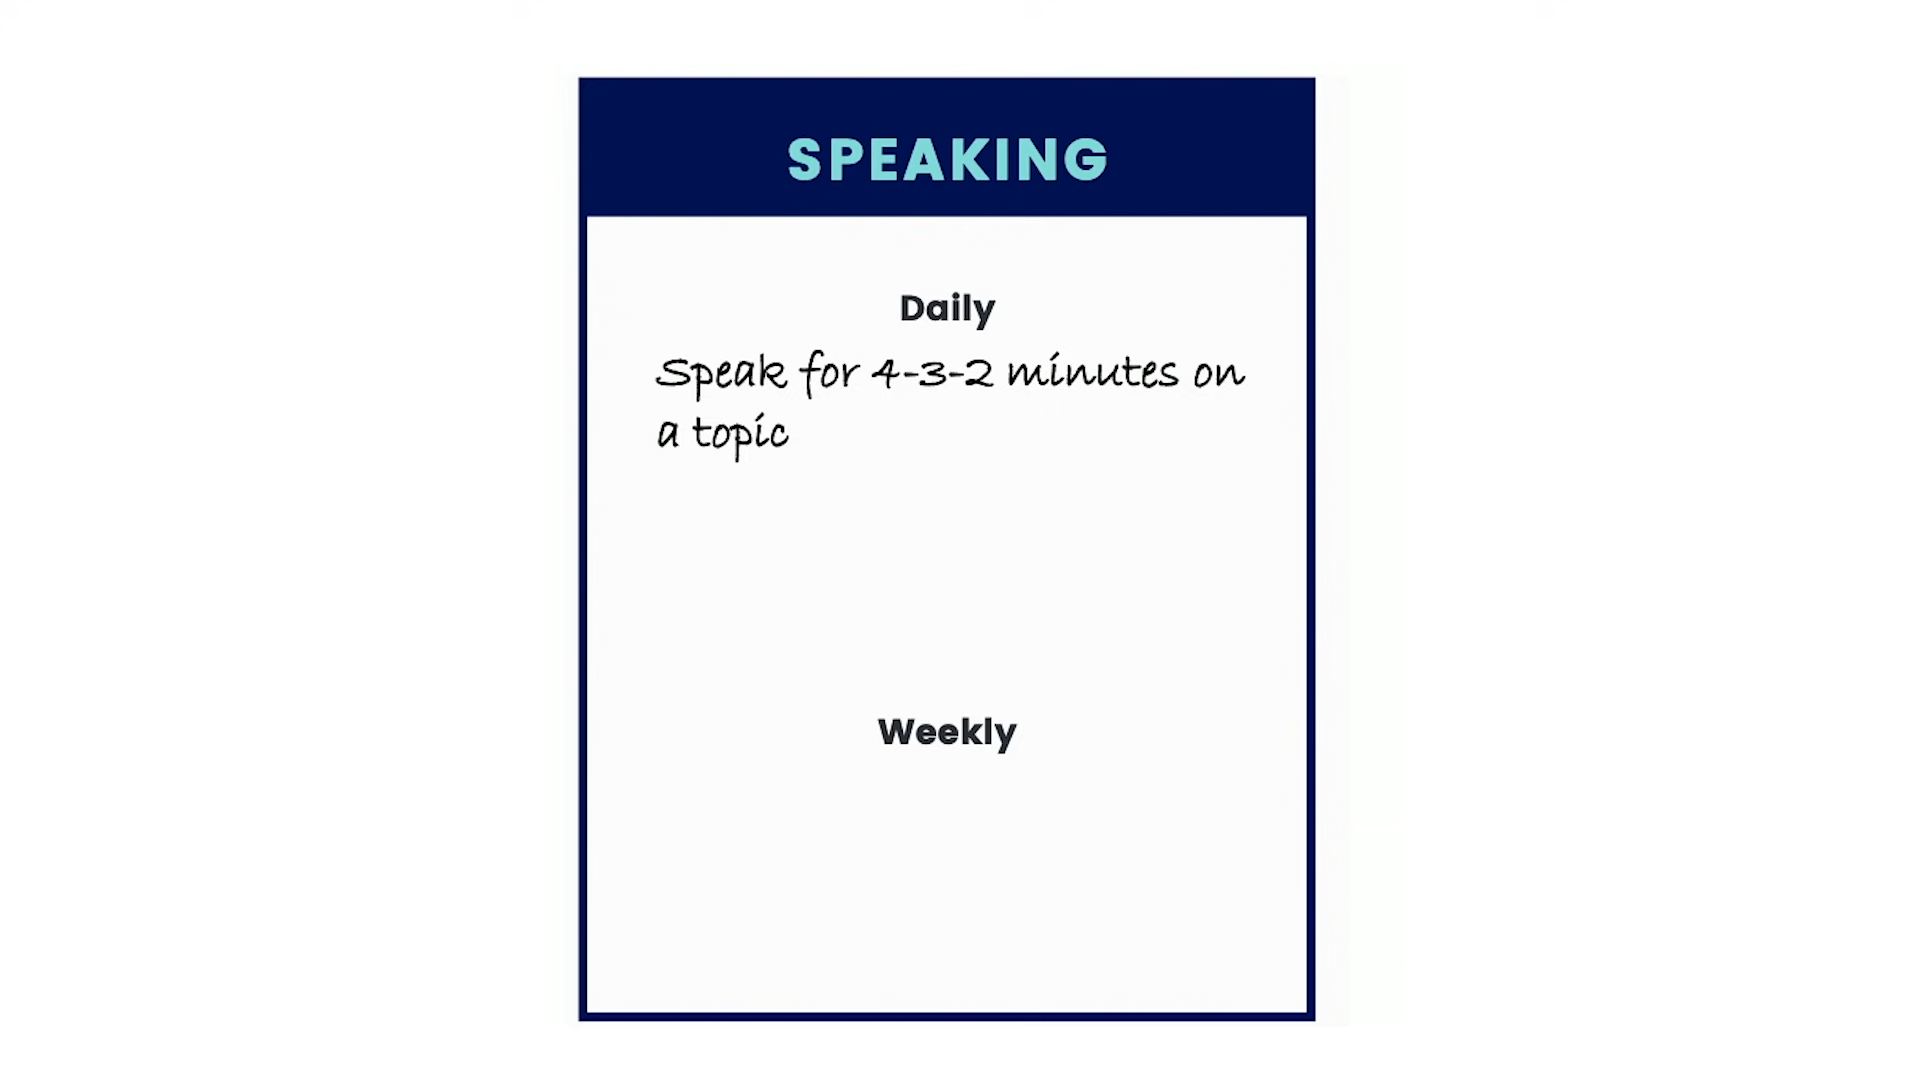 SPEAKING
Daily
Speak for 4-3-2 minutes on
a topic
Weekly